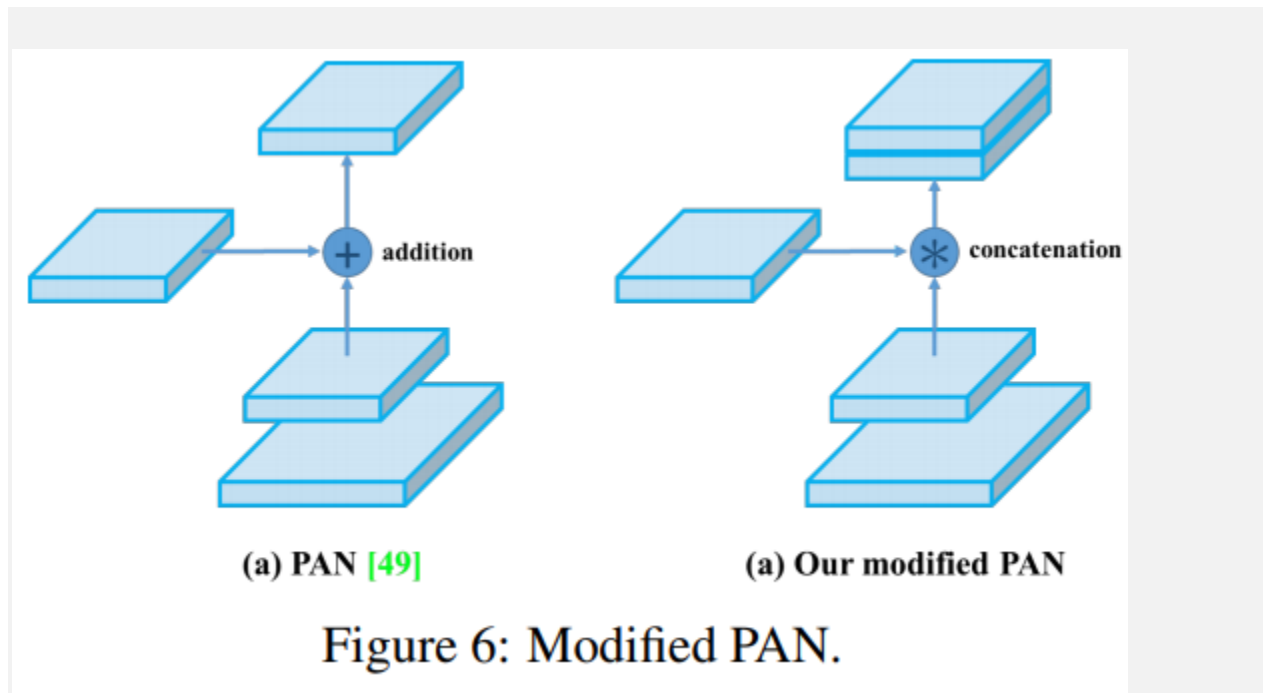 + addition
* concatenation
(a) PAN [49]
(a) Our modified PAN
Figure 6: Modified PAN.